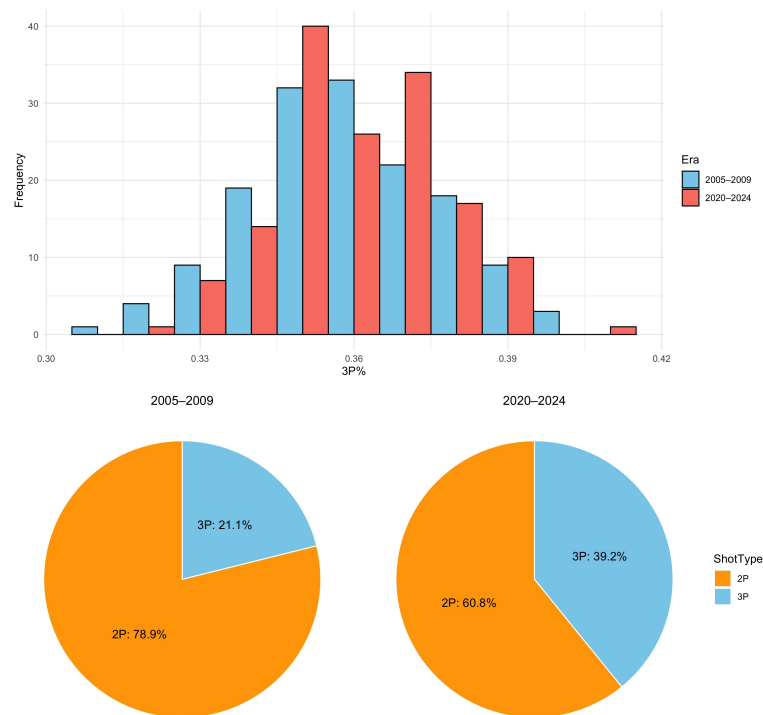 40
30
20
10
0
Frequency
0.30
0.33
0.36
0.39
0.42
3P%
Era
2005–2009
2020–2024
2005–2009
2020–2024
3P: 21.1%
2P: 78.9%
3P: 39.2%
2P: 60.8%
ShotType
2P
3P